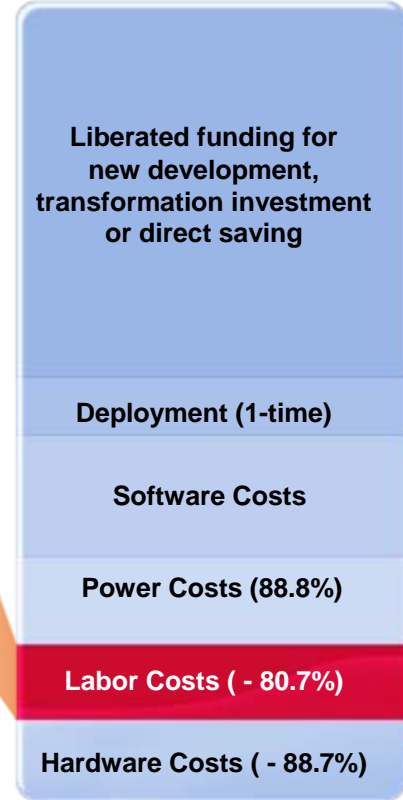 Liberated funding for
new development,
transformation investment
or direct saving
Deployment (1-time)
Software Costs
Power Costs (88.8%)
Labor Costs ( - 80.7%)
Hardware Costs ( - 88.7%)